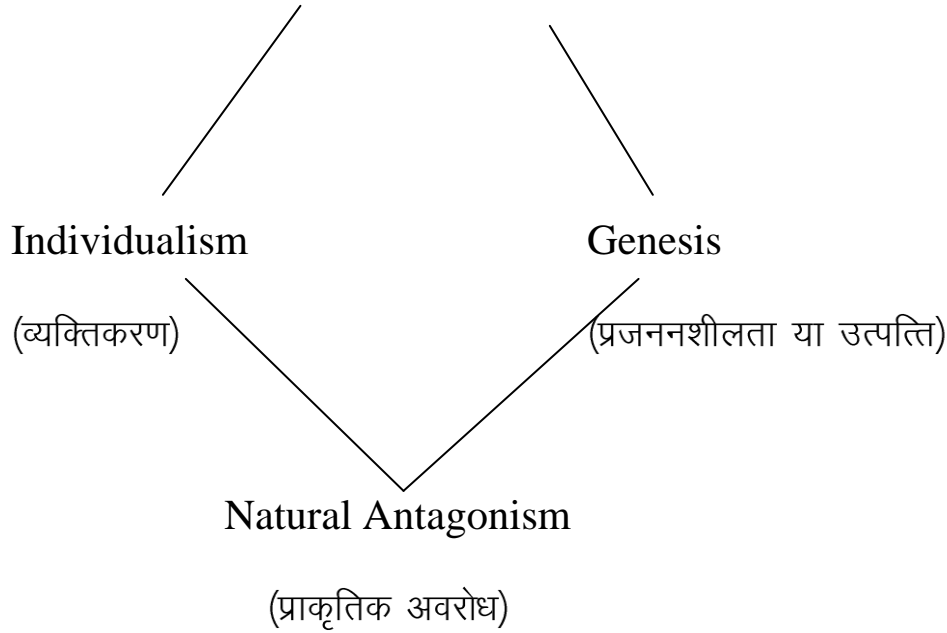 Individualism Genesis
(व्यक्तिकरण) (प्रजननशीलता या उत्पत्ति)
Natural Antagonism
(प्राकृतिक अवरोध)